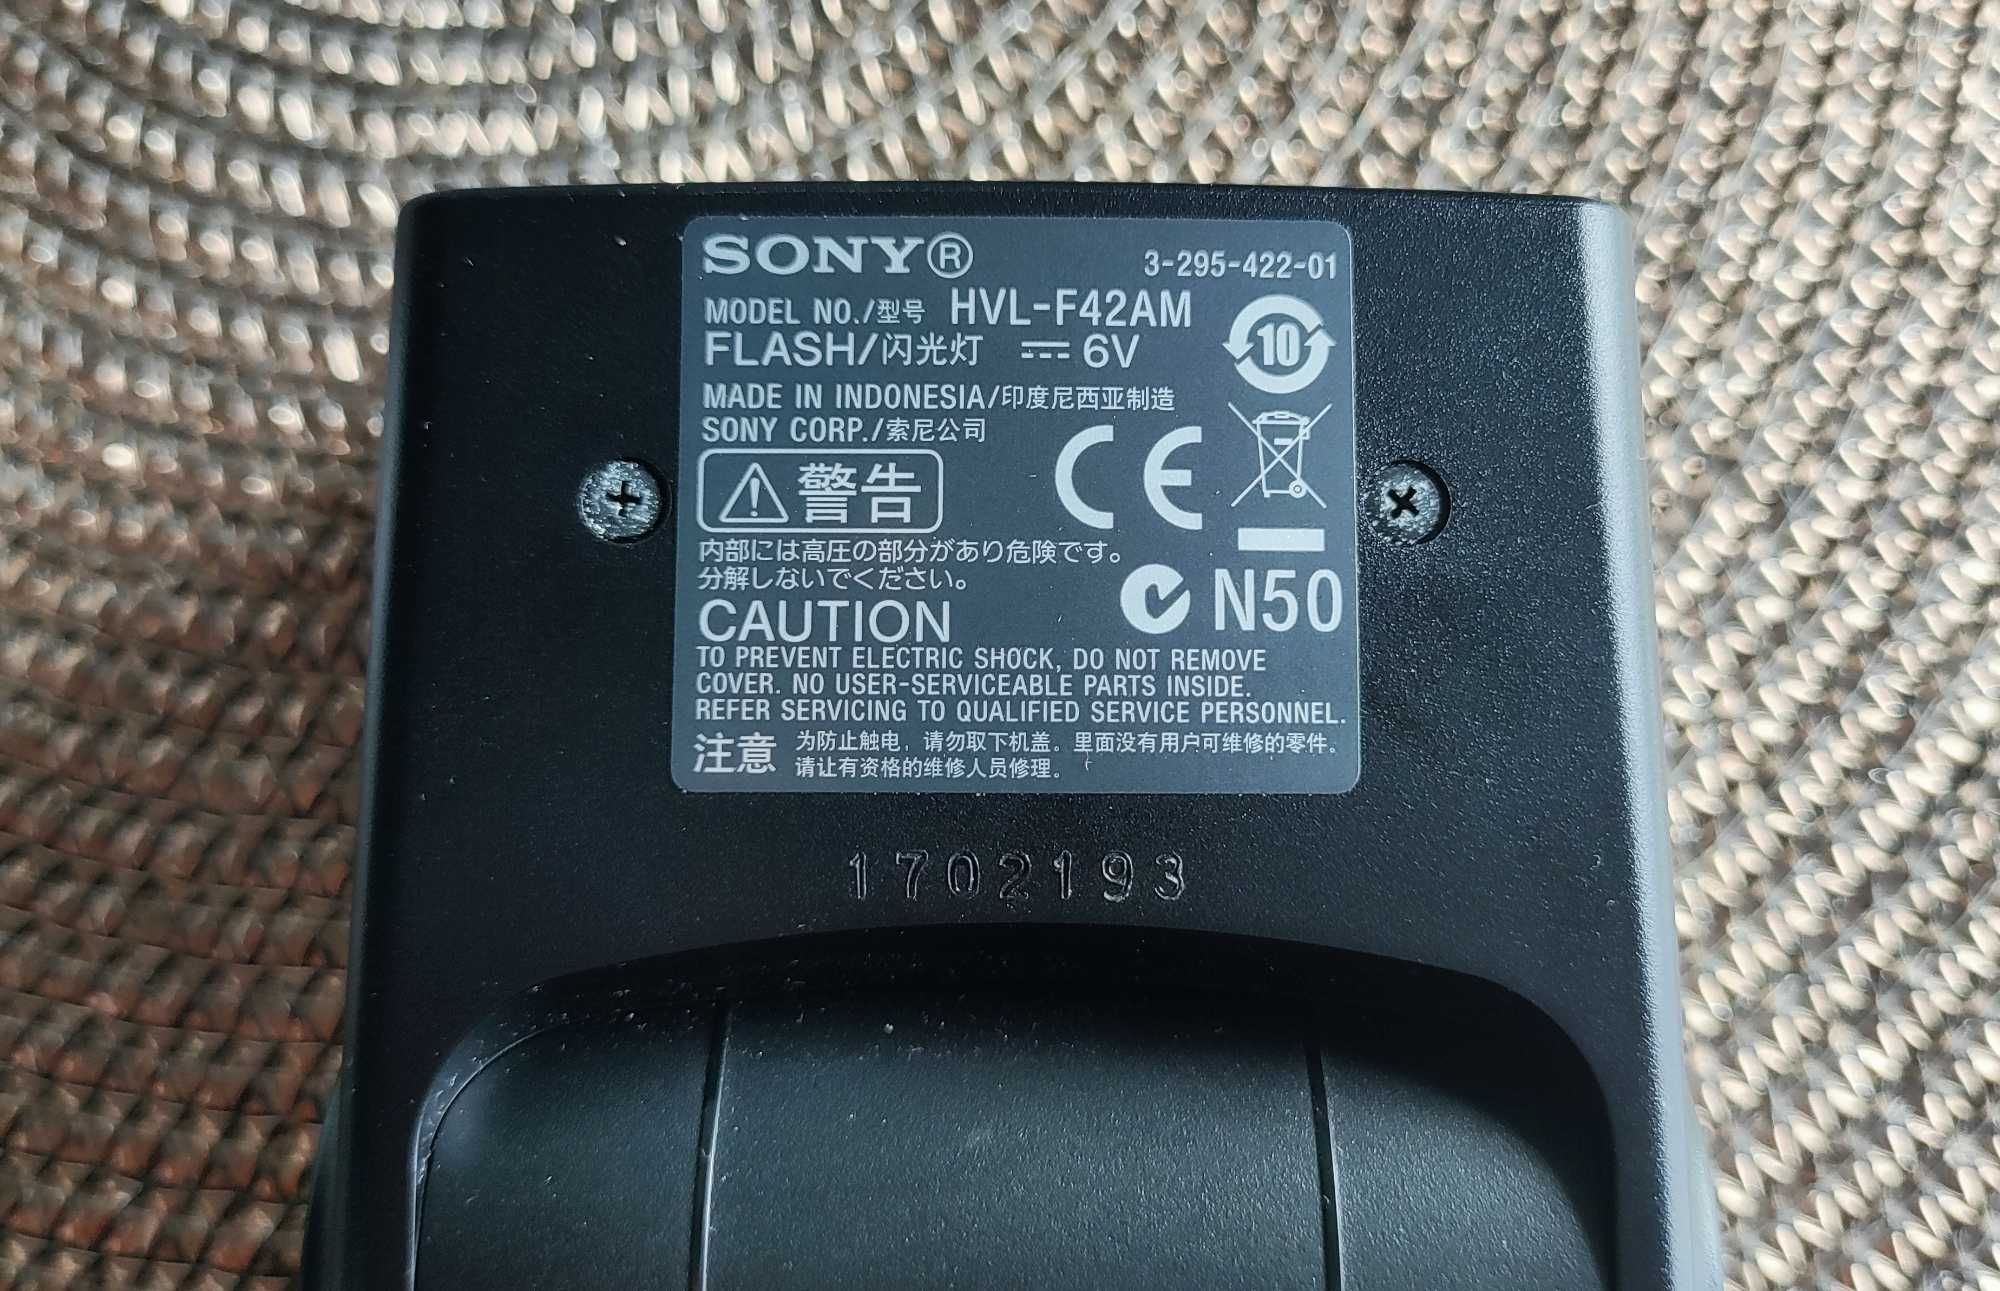 SONY® 3-295-422-01
MODEL NO./型号 HVL-F42AM
FLASH/闪光灯 ⎓ 6V
10
MADE IN INDONESIA/印度尼西亚制造
SONY CORP./索尼公司
CE
警告
内部には高圧の部分があり危険です。
分解しないでください。
N50
CAUTION
TO PREVENT ELECTRIC SHOCK, DO NOT REMOVE
COVER. NO USER-SERVICEABLE PARTS INSIDE.
REFER SERVICING TO QUALIFIED SERVICE PERSONNEL.
注意 为防止触电，请勿取下机盖。里面没有用户可维修的零件。
请让有资格的维修人员修理。
1702193